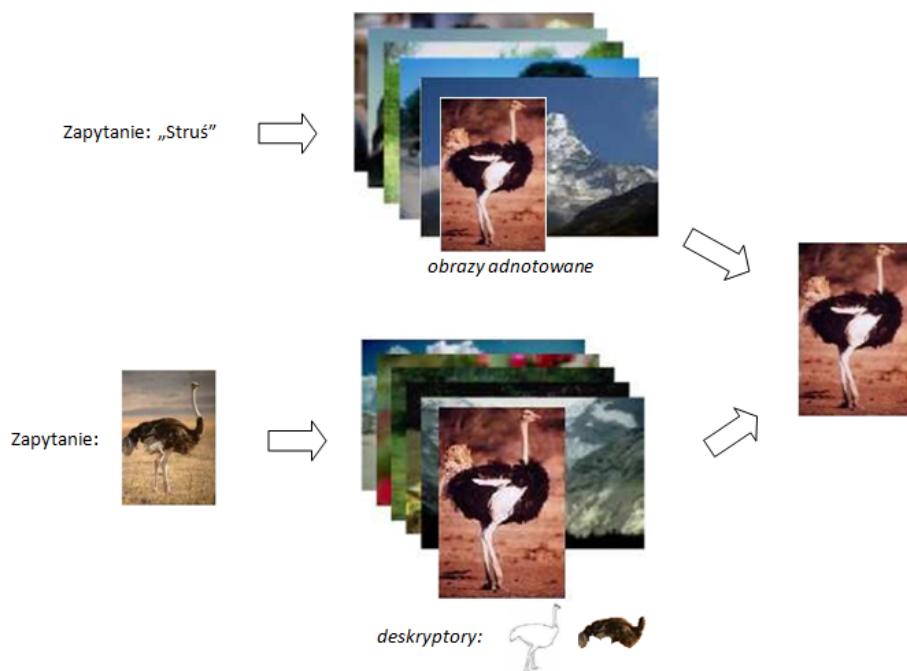 Zapytanie: „Struś”
obrazy adnotowane
Zapytanie:
deskryptory: